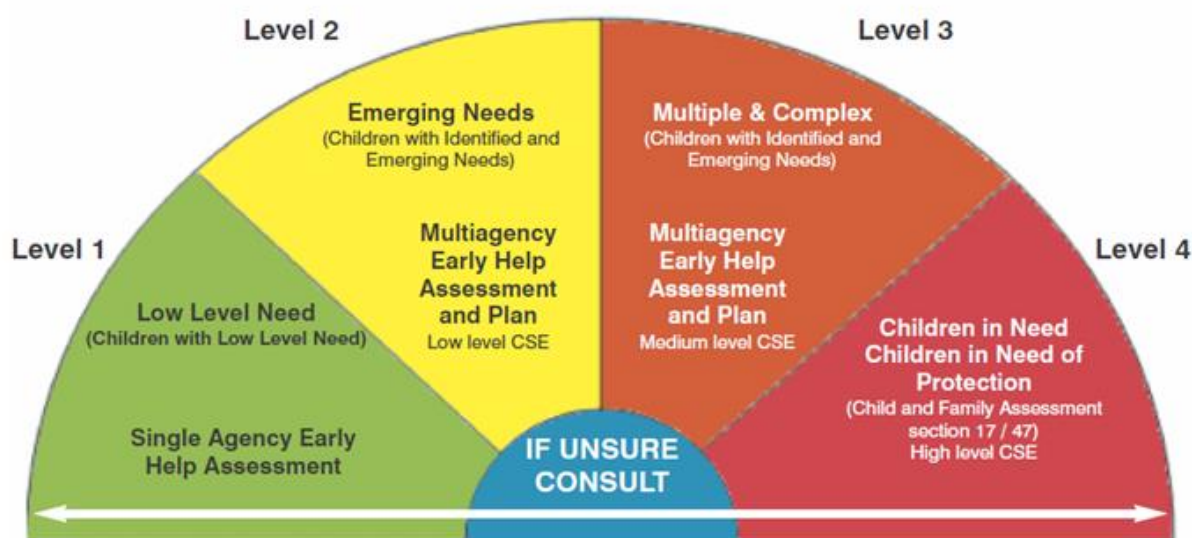 Level 1
Level 2
Level 3
Level 4
Low Level Need
(Children with Low Level Need)
Single Agency Early
Help Assessment
Emerging Needs
(Children with Identified and
Emerging Needs)
Multiagency
Early Help
Assessment
and Plan
Low level CSE
Multiple & Complex
(Children with Identified and
Emerging Needs)
Multiagency
Early Help
Assessment
and Plan
Medium level CSE
Children in Need
Children in Need of
Protection
(Child and Family Assessment
section 17 / 47)
High level CSE
IF UNSURE
CONSULT